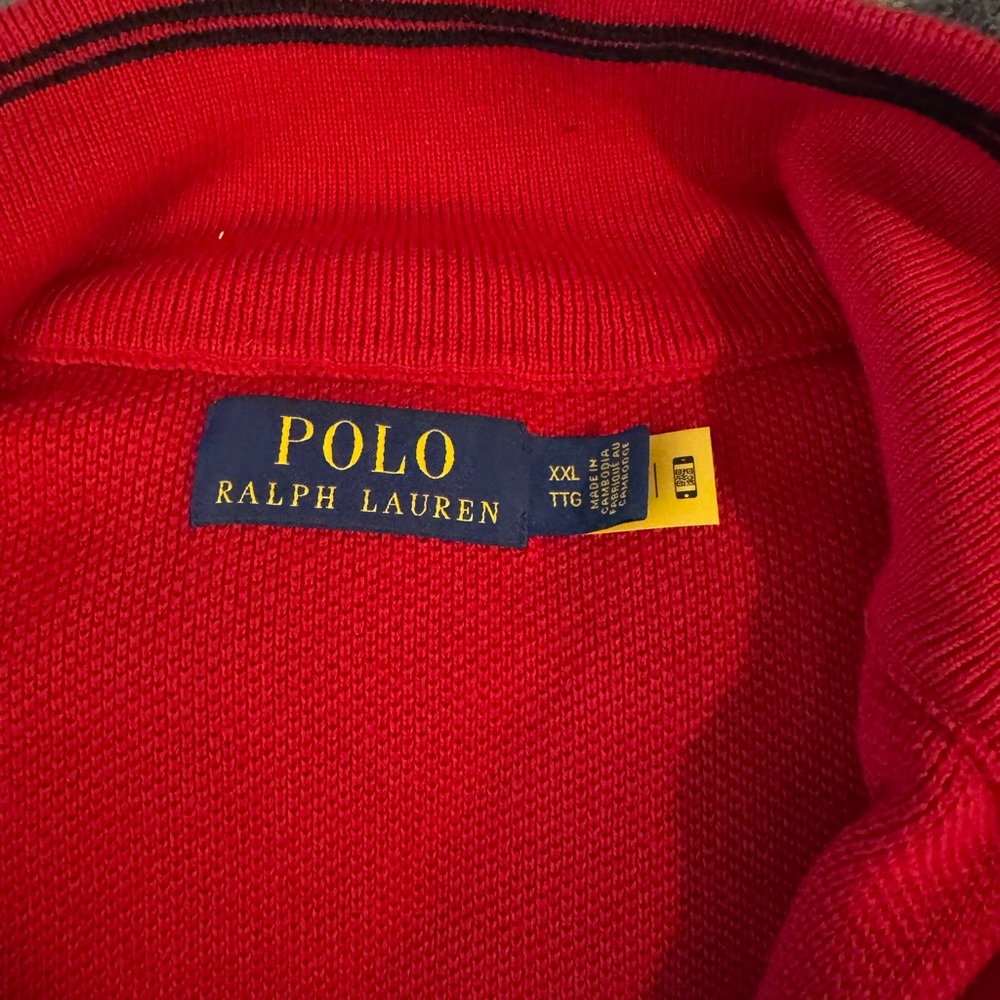 POLO
RALPH LAUREN
XXL
TTG
MADE IN
CAMBODIA
FABRIQUÉ AU
CAMBODGE